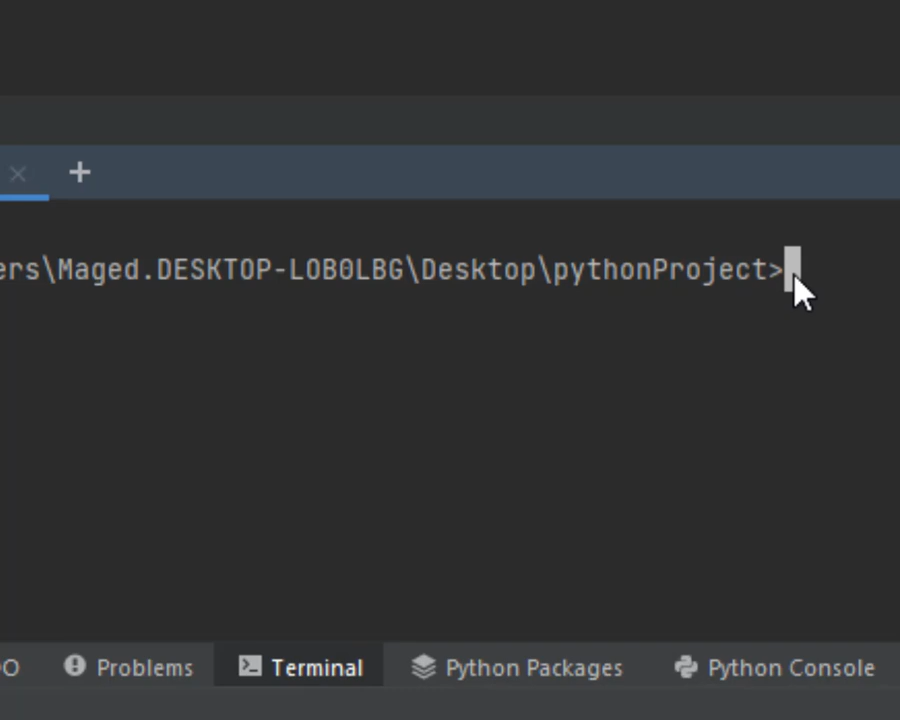 ers\Maged.DESKTOP-LOB0LBG\Desktop\pythonProject>
Problems
Terminal
Python Packages
Python Console